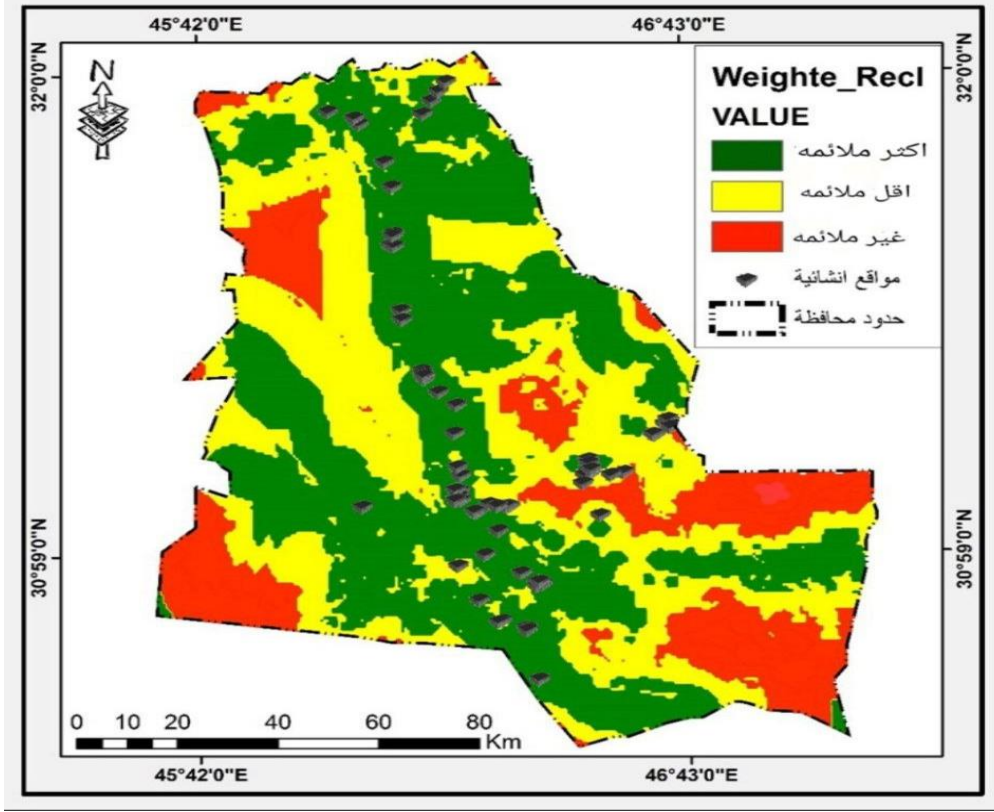 45°42'0"E
46°43'0"E
32°0'0"N
32°0'0"N
N
Weighte_Recl
VALUE
اكثر ملائمه
اقل ملائمه
غير ملائمه
مواقع انشائية
حدود محافظة
30°59'0"N
30°59'0"N
0 10 20 40 60 80
Km
45°42'0"E
46°43'0"E